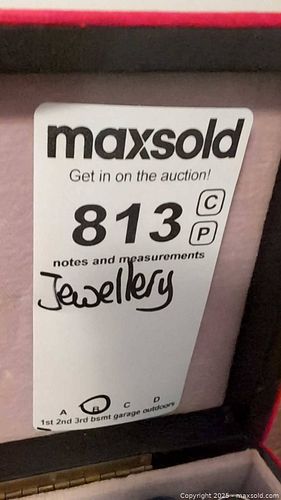 maxsold
Get in on the auction!
813 C
P
notes and measurements
Jewellery
A B C D
1st 2nd 3rd bsmt garage outdoors
Copyright 2025 - maxsold.com